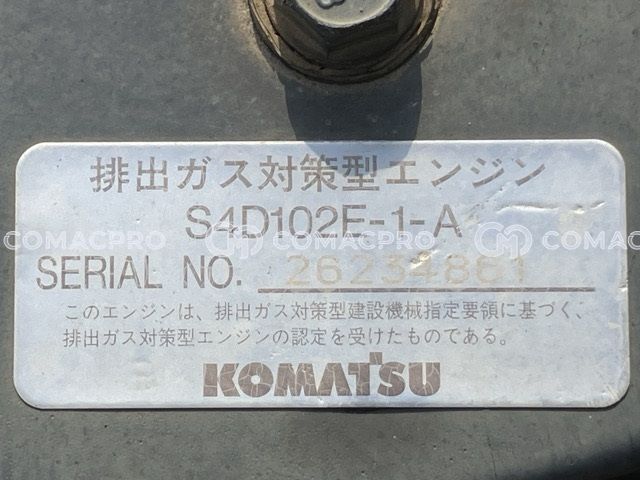 排出ガス対策型エンジン
S4D102E-1-A
COMACPRO COMACPRO COMACPRO
SERIAL NO. 26234861
このエンジンは、排出ガス対策型建設機械指定要領に基づく、
排出ガス対策型エンジンの認定を受けたものである。
KOMATSU